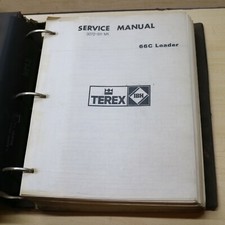 SERVICE MANUAL
66C Loader
TEREX
IBH